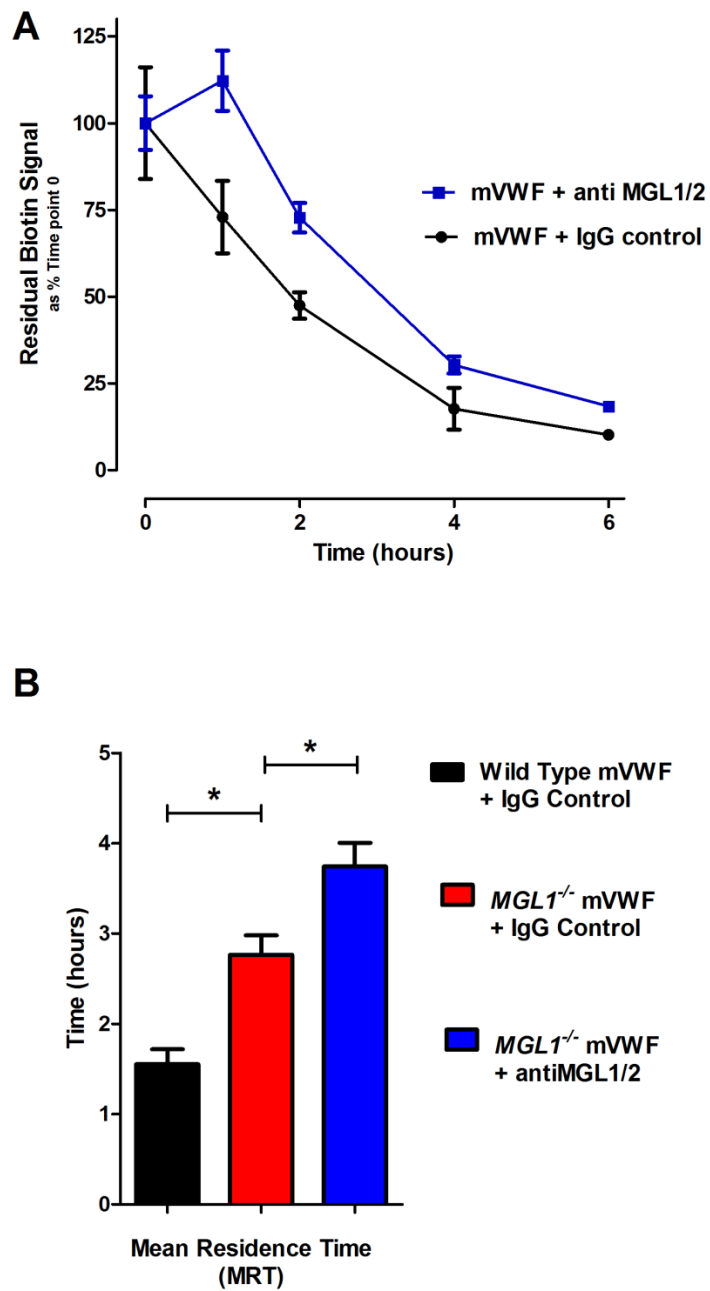 A
125
100
75
50
25
0
Residual Biotin Signal
as % Time point 0
mVWF + anti MGL1/2
mVWF + IgG control
0 2 4 6
Time (hours)
B
5
4
3
2
1
0
Time (hours)
* *
Mean Residence Time
(MRT)
Wild Type mVWF
+ IgG Control
MGL1-/- mVWF
+ IgG Control
MGL1-/- mVWF
+ antiMGL1/2